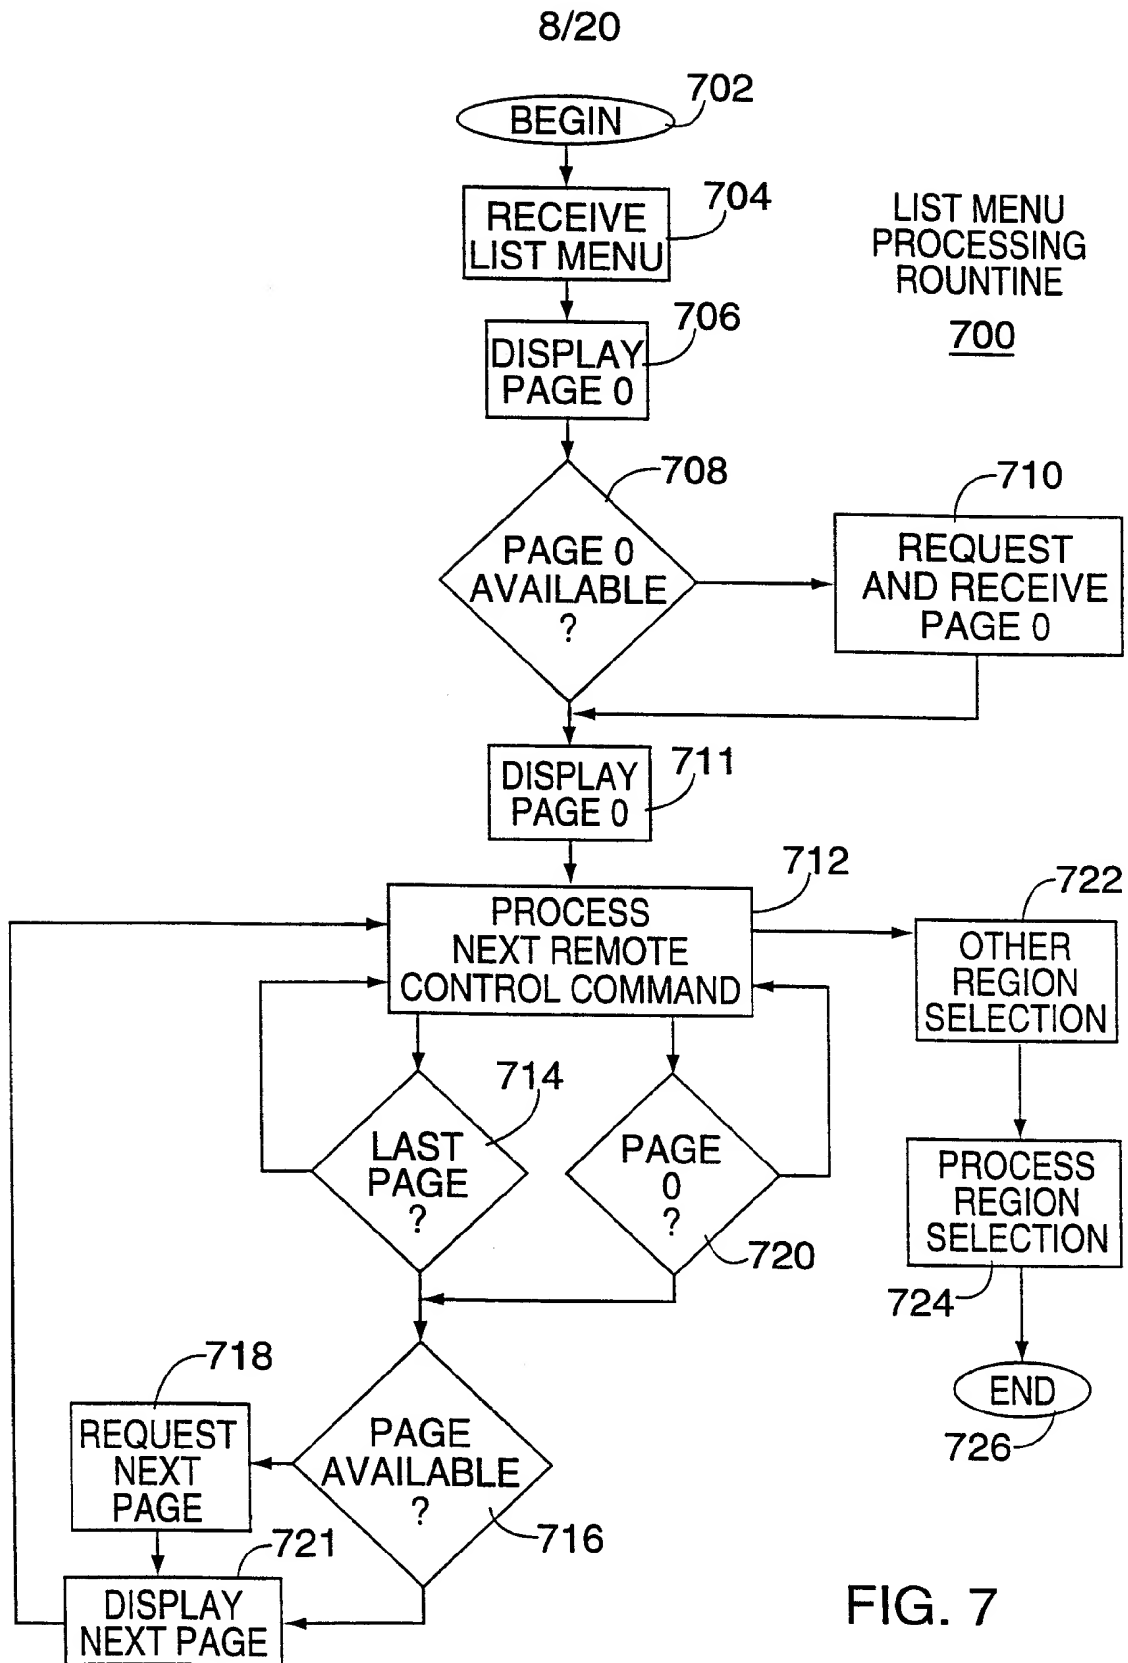 8/20
702
BEGIN
704
RECEIVE
LIST MENU
LIST MENU
PROCESSING
ROUNTINE
700
706
DISPLAY
PAGE 0
708
PAGE 0
AVAILABLE
?
710
REQUEST
AND RECEIVE
PAGE 0
711
DISPLAY
PAGE 0
712
PROCESS
NEXT REMOTE
CONTROL COMMAND
722
OTHER
REGION
SELECTION
714
LAST
PAGE
?
PAGE
0
?
720
PROCESS
REGION
SELECTION
724
END
726
718
REQUEST
NEXT
PAGE
PAGE
AVAILABLE
?
716
721
DISPLAY
NEXT PAGE
FIG. 7